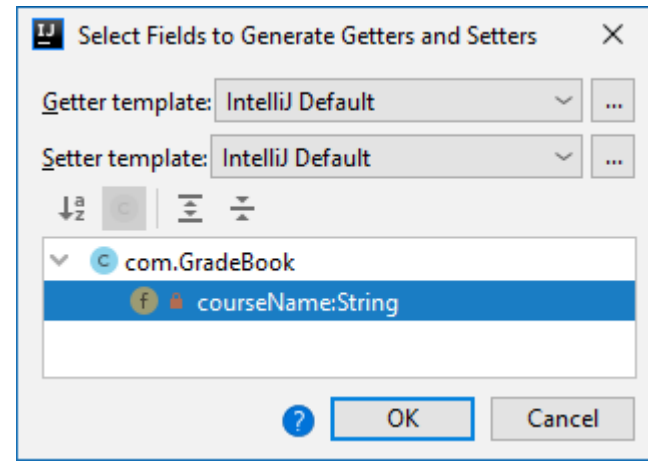 IJ Select Fields to Generate Getters and Setters
Getter template: IntelliJ Default ...
Setter template: IntelliJ Default ...
a z c
c com.GradeBook
f courseName:String
? OK Cancel